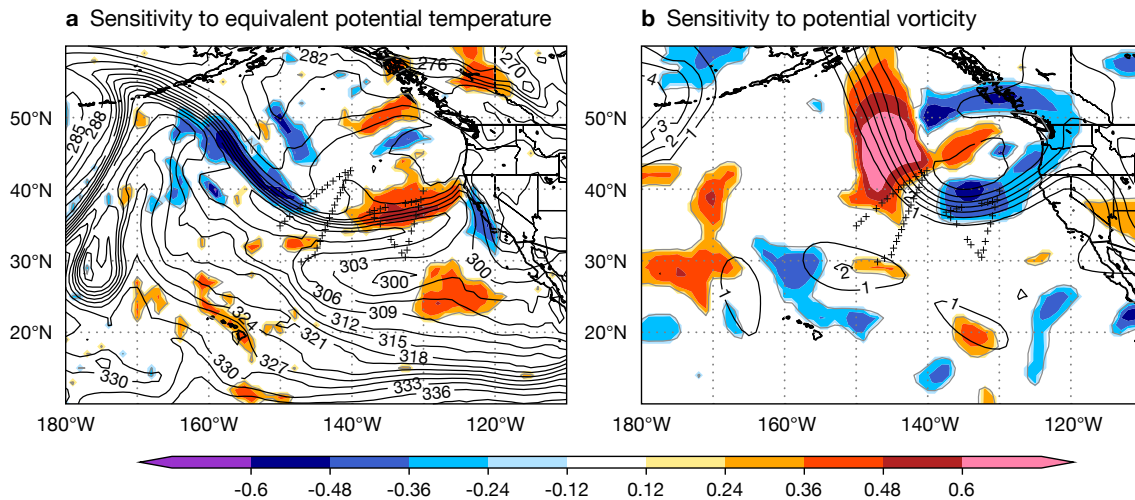 a Sensitivity to equivalent potential temperature
b Sensitivity to potential vorticity
282
276
270
285
288
303
300
300
306
309
324
321
312
315
318
327
330
330
333
336
50°N
40°N
30°N
20°N
180°W 160°W 140°W 120°W
4
3
2
1
1
2
1
1
1
50°N
40°N
30°N
20°N
180°W 160°W 140°W 120°W
-0.6 -0.48 -0.36 -0.24 -0.12 0.12 0.24 0.36 0.48 0.6